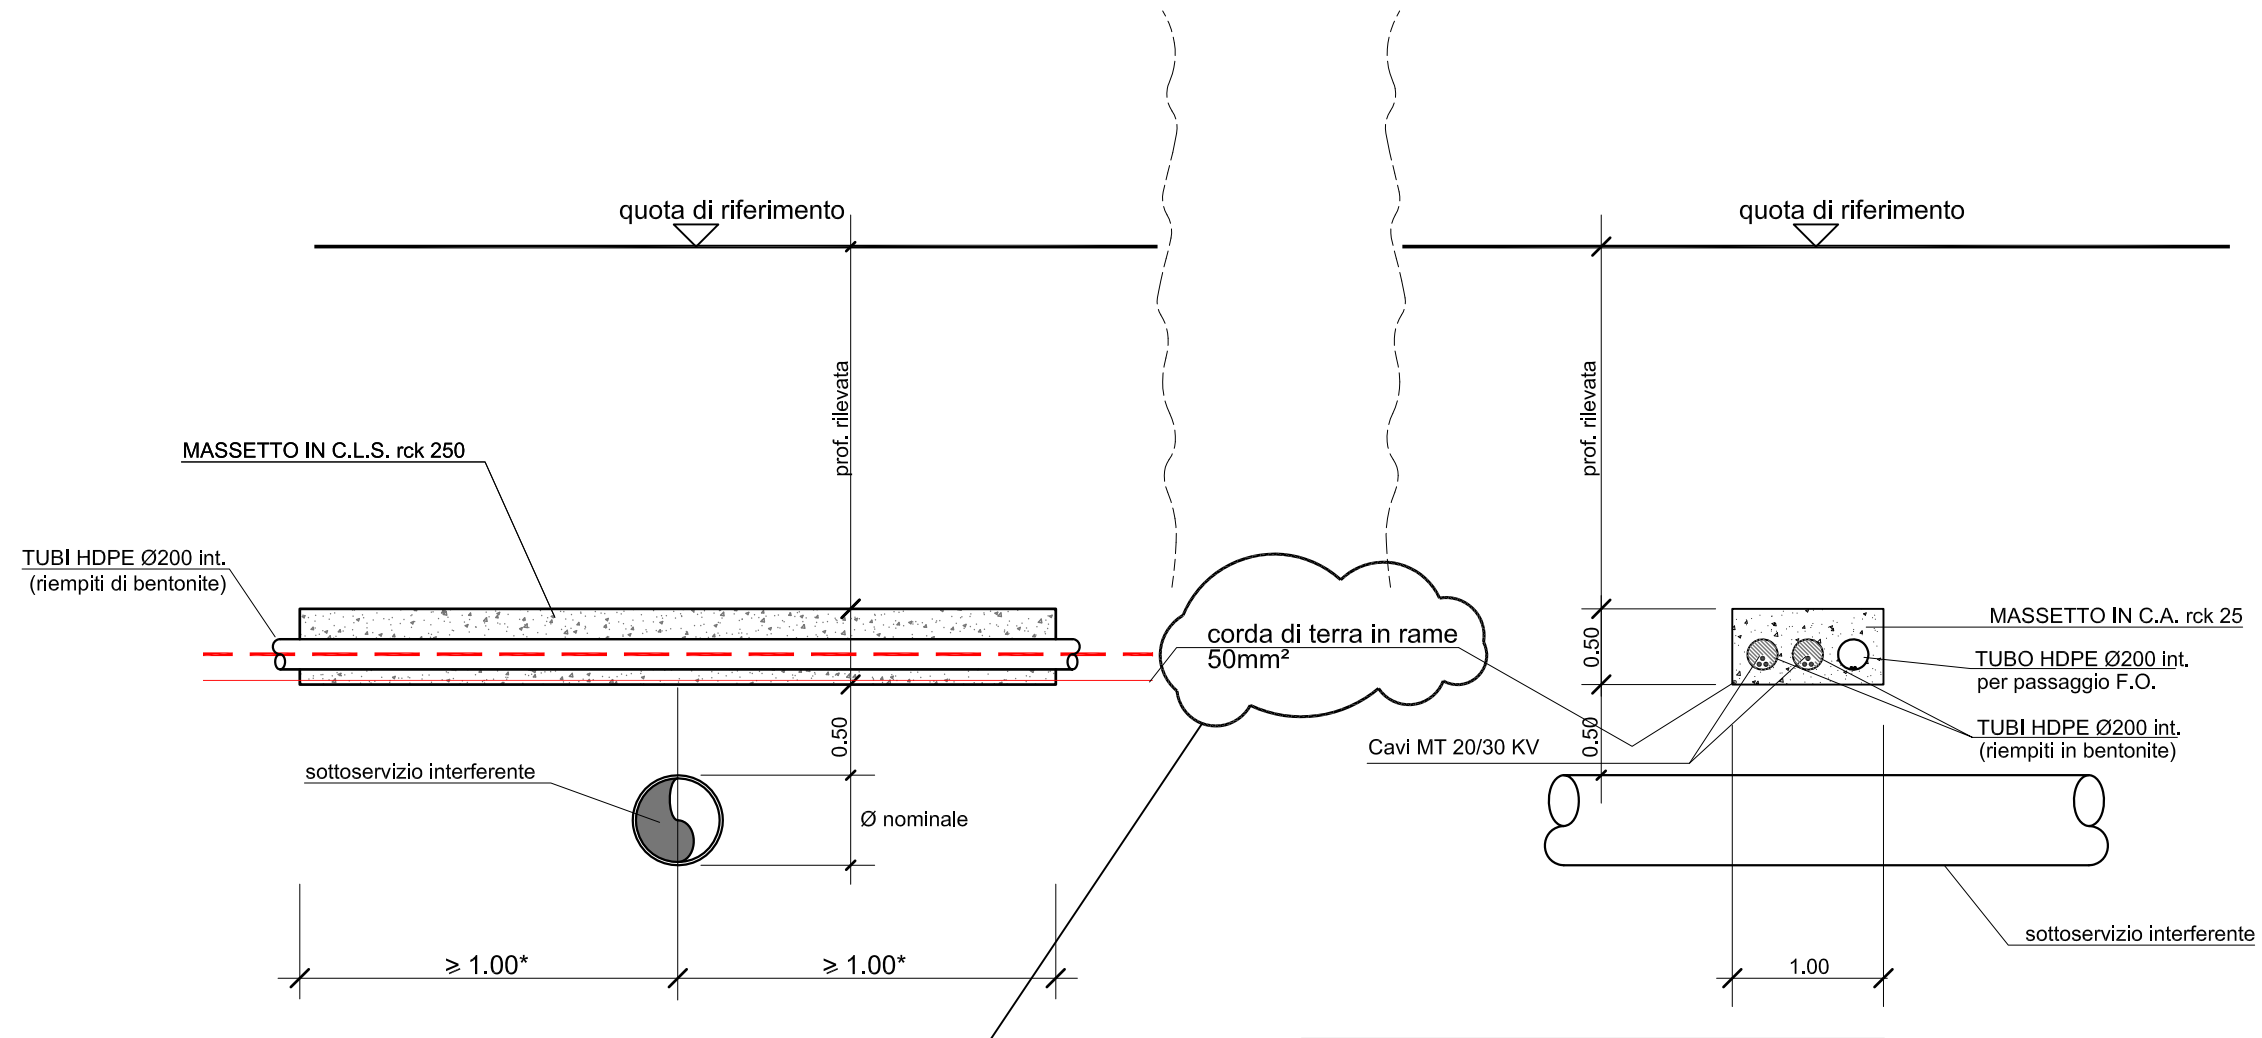 quota di riferimento
prof. rilevata
MASSETTO IN C.L.S. rck 250
TUBI HDPE Ø200 int.
(riempiti di bentonite)
0.50
sottoservizio interferente
Ø nominale
≥ 1.00*
≥ 1.00*
corda di terra in rame
50mm²
quota di riferimento
prof. rilevata
0.50
0.50
MASSETTO IN C.A. rck 25
TUBO HDPE Ø200 int.
per passaggio F.O.
TUBI HDPE Ø200 int.
(riempiti in bentonite)
Cavi MT 20/30 KV
sottoservizio interferente
1.00